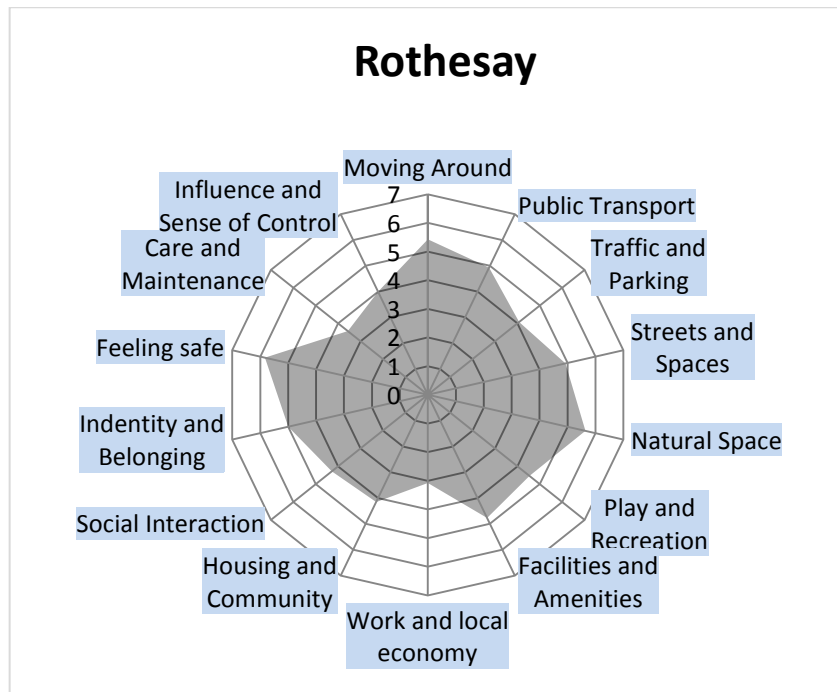 Rothesay
Moving Around
Public Transport
Traffic and
Parking
Streets and
Spaces
Natural Space
Play and
Recreation
Facilities and
Amenities
Work and local
economy
Housing and
Community
Social Interaction
Indentity and
Belonging
Feeling safe
Care and
Maintenance
Influence and
Sense of Control
7
6
5
4
3
2
1
0